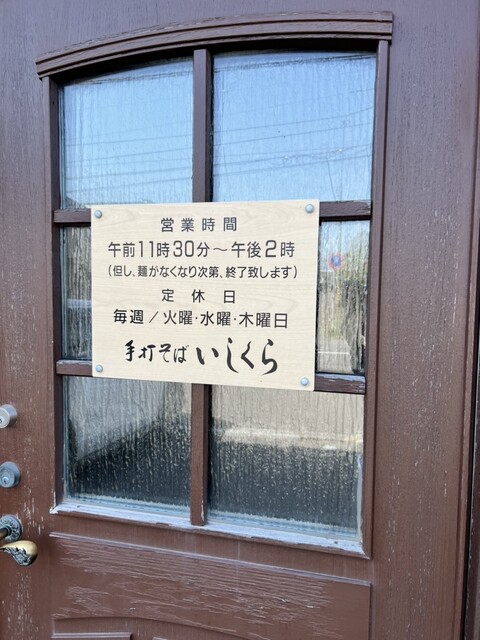 営業時間
午前11時30分～午後2時
(但し、麺がなくなり次第、終了致します)
定休日
毎週／火曜・水曜・木曜日
手打そば いしくら